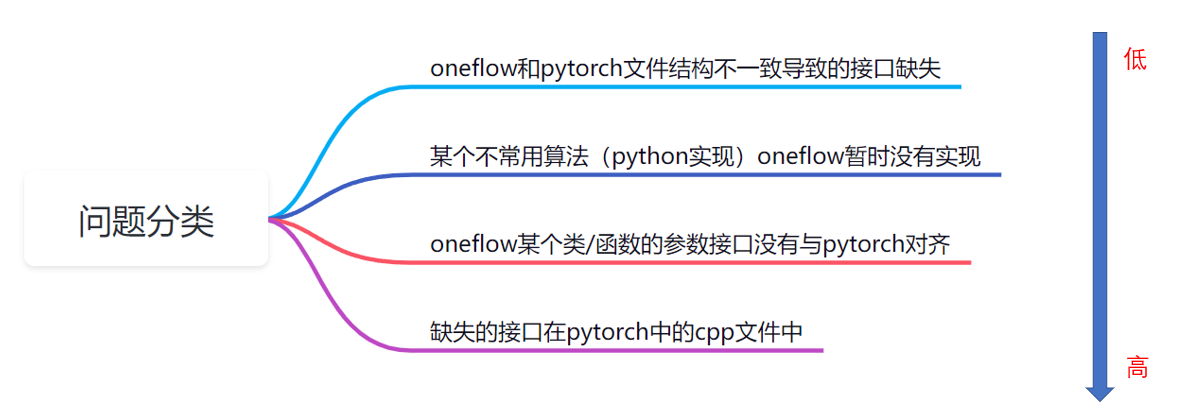 oneflow和pytorch文件结构不一致导致的接口缺失
低
某个不常用算法（python实现）oneflow暂时没有实现
问题分类
oneflow某个类/函数的参数接口没有与pytorch对齐
缺失的接口在pytorch中的cpp文件中
高